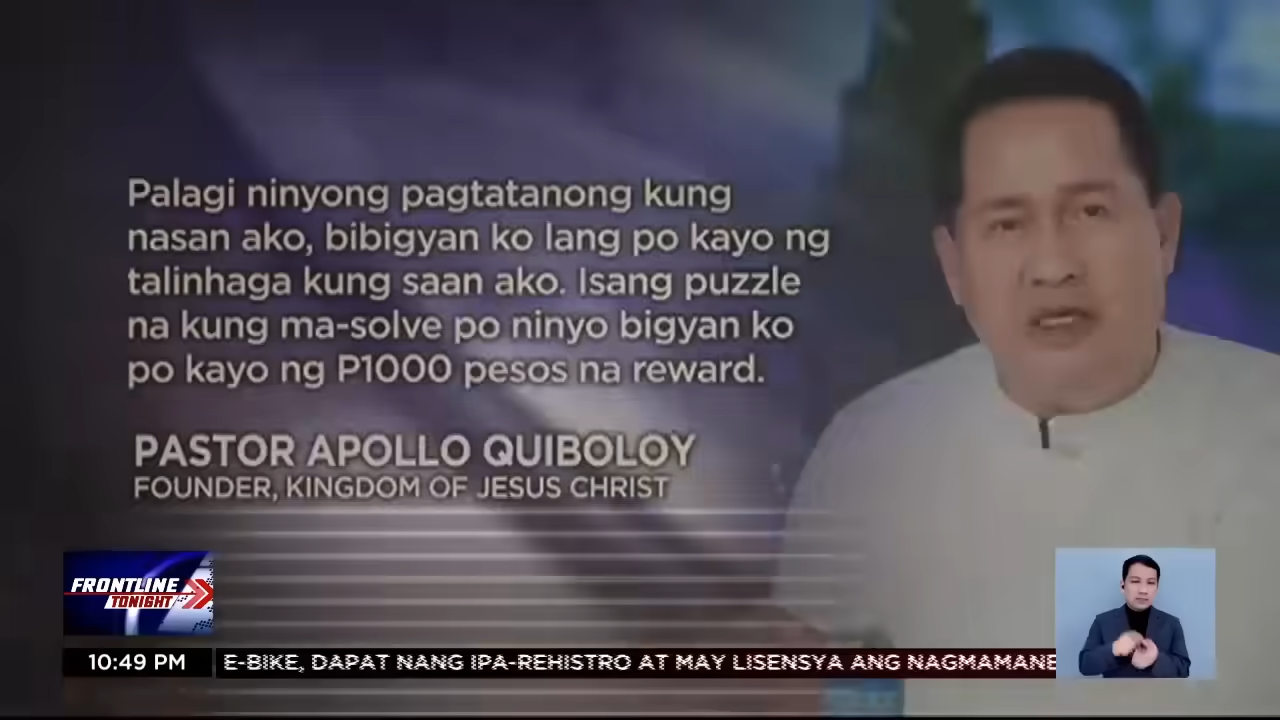 Palagi ninyong pagtatanong kung
nasan ako, bibigyan ko lang po kayo ng
talinhaga kung saan ako. Isang puzzle
na kung ma-solve po ninyo bigyan ko
po kayo ng P1000 pesos na reward.
PASTOR APOLLO QUIBOLOY
FOUNDER, KINGDOM OF JESUS CHRIST
FRONTLINE
TONIGHT
10:49 PM
E-BIKE, DAPAT NANG IPA-REHISTRO AT MAY LISENSYA ANG NAGMAMANE